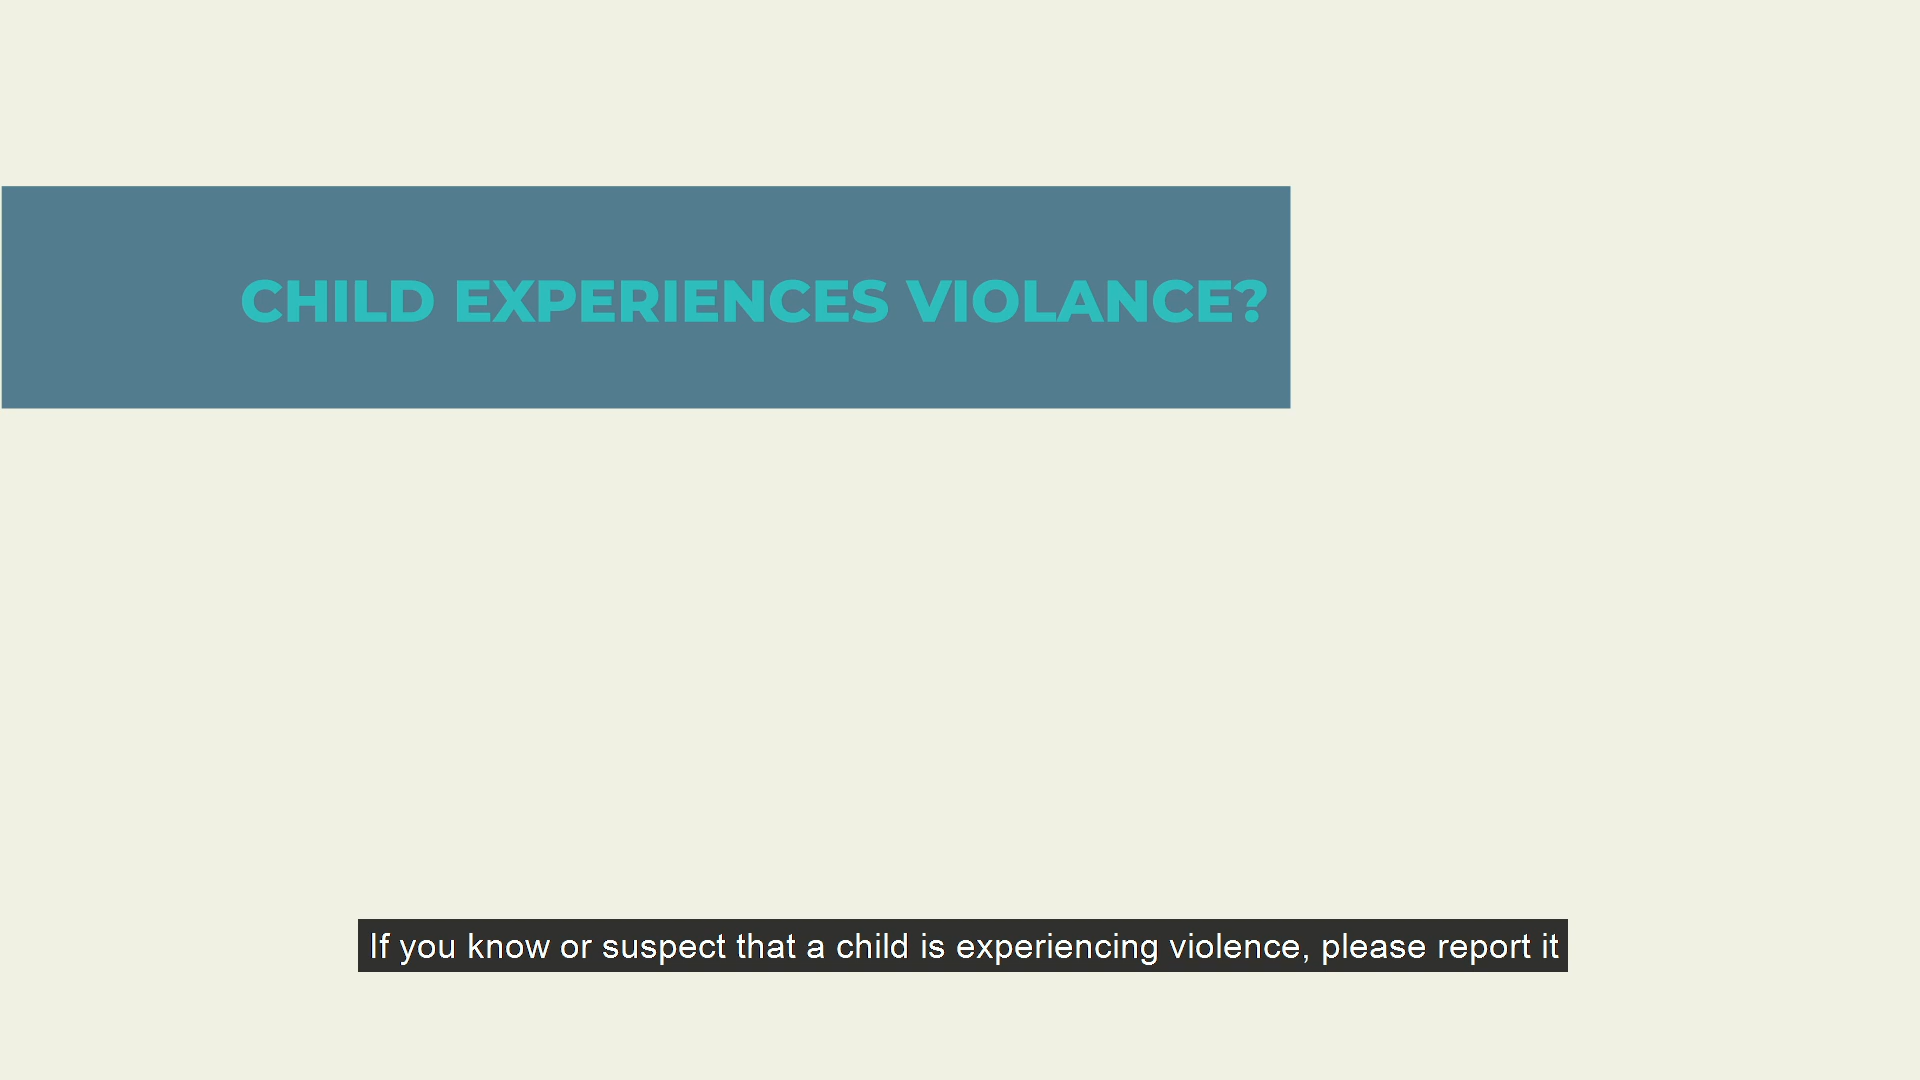 CHILD EXPERIENCES VIOLANCE?
If you know or suspect that a child is experiencing violence, please report it